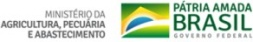 MINISTÉRIO DA
AGRICULTURA, PECUÁRIA
E ABASTECIMENTO
PÁTRIA AMADA
BRASIL
GOVERNO FEDERAL